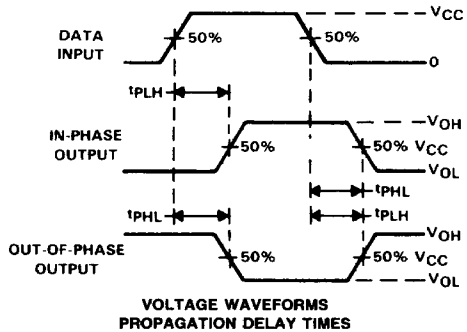 DATA INPUT 50% 50% VCC 0
tPLH
IN-PHASE OUTPUT 50% 50% VCC VOH VOL
tPHL
tPHL tPLH
OUT-OF-PHASE OUTPUT 50% 50% VCC VOH VOL
VOLTAGE WAVEFORMS
PROPAGATION DELAY TIMES